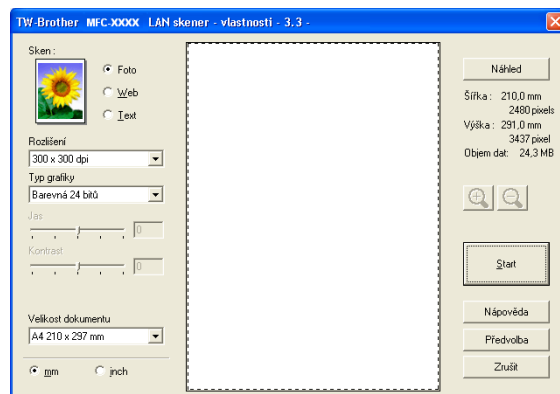 TW-Brother MFC-XXXX LAN skener - vlastnosti - 3.3 -
Sken :
Foto
Web
Text
Rozlišení
300 x 300 dpi
Typ grafiky
Barevná 24 bitů
Jas
0
Kontrast
0
Velikost dokumentu
A4 210 x 297 mm
mm inch
Náhled
Šířka : 210,0 mm
2480 pixels
Výška : 291,0 mm
3437 pixel
Objem dat: 24,3 MB
Start
Nápověda
Předvolba
Zrušit